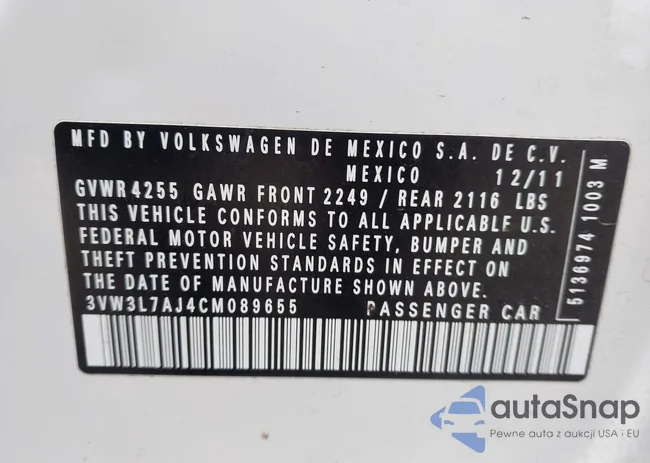 MFD BY VOLKSWAGEN DE MEXICO S.A. DE C.V.
MEXICO 12/11
GVWR 4255 GAWR FRONT 2249 / REAR 2116 LBS
THIS VEHICLE CONFORMS TO ALL APPLICABLE U.S.
FEDERAL MOTOR VEHICLE SAFETY, BUMPER AND
THEFT PREVENTION STANDARDS IN EFFECT ON
THE DATE OF MANUFACTURE SHOWN ABOVE.
3VW3L7AJ4CM089655 PASSENGER CAR
5136974 1003 M
autaSnap
Pewne auta z aukcji USA i EU